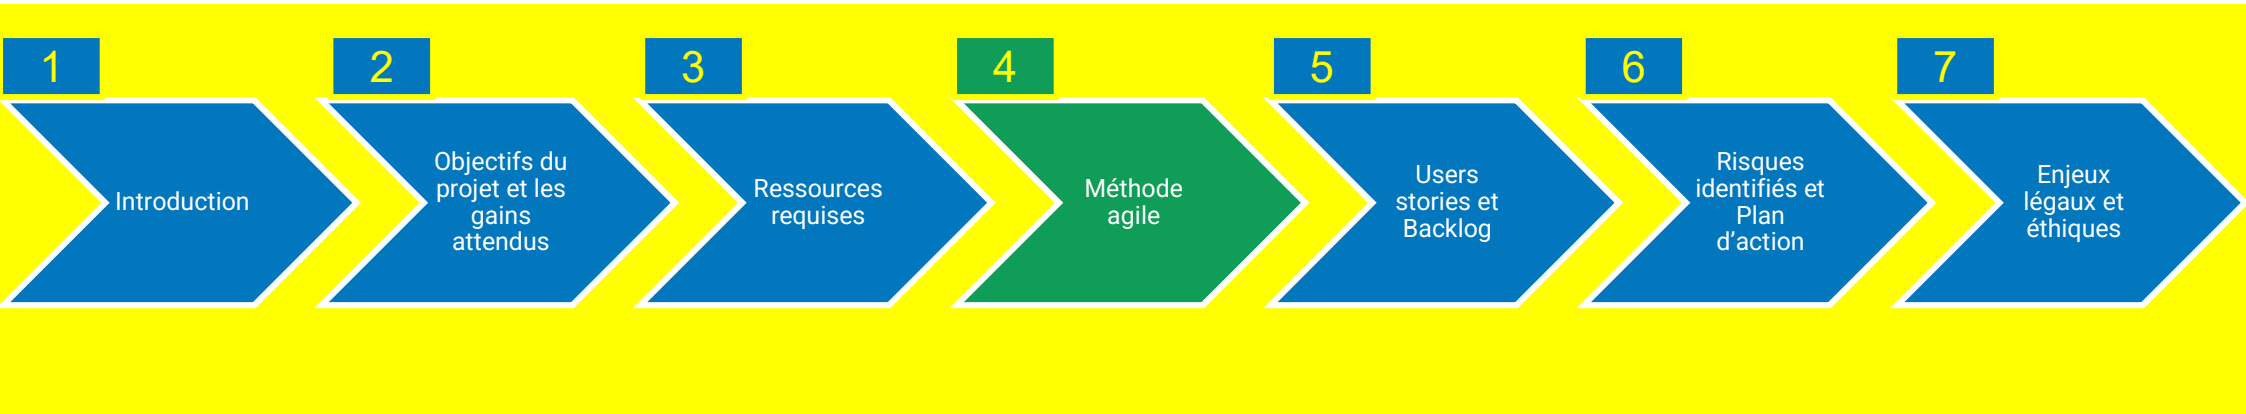 1
Introduction
2
Objectifs du
projet et les
gains
attendus
3
Ressources
requises
4
Méthode
agile
5
Users
stories et
Backlog
6
Risques
identifiés et
Plan
d’action
7
Enjeux
légaux et
éthiques